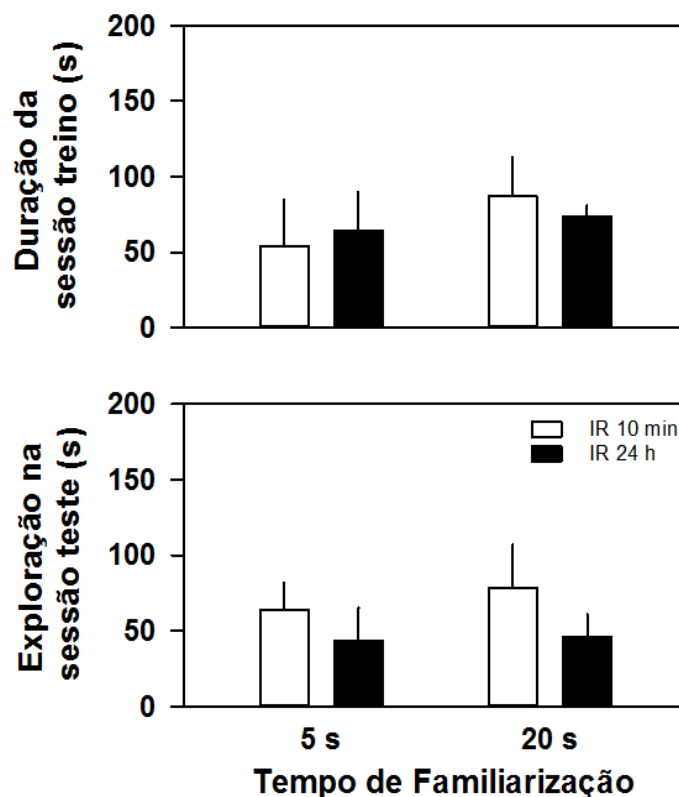 Duração da
sessão treino (s)
200
150
100
50
0
Exploração na
sessão teste (s)
200
150
100
50
0
IR 10 min
IR 24 h
5 s
20 s
Tempo de Familiarização